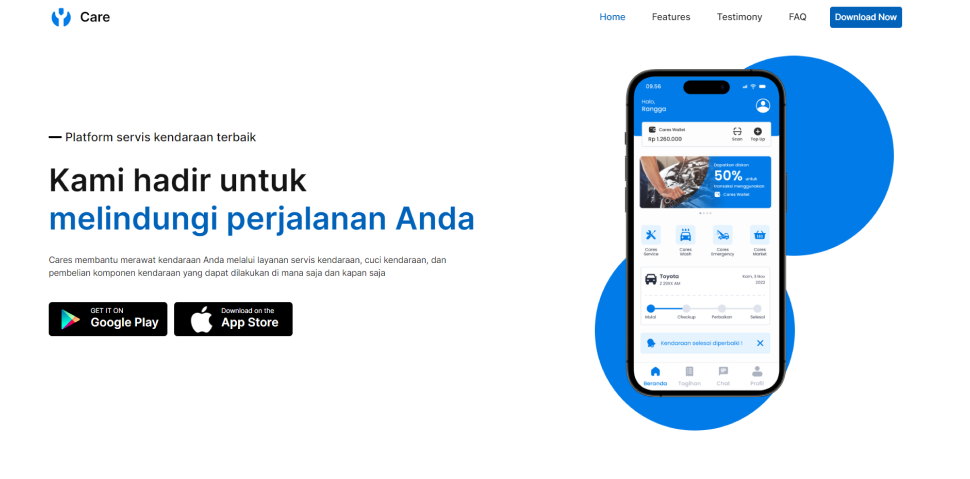 Care
Home Features Testimony FAQ Download Now
Platform servis kendaraan terbaik
Kami hadir untuk
melindungi perjalanan Anda
Cares membantu merawat kendaraan Anda melalui layanan servis kendaraan, cuci kendaraan, dan
pembelian komponen kendaraan yang dapat dilakukan di mana saja dan kapan saja
GET IT ON
Google Play
Download on the
App Store
09.56
Halo,
Rangga
Cares Wallet
Rp 1.260.000
Scan Top Up
Dapatkan diskon
50% untuk
transaksi menggunakan
Cares Wallet
Cares
Service
Cares
Wash
Cares
Emergency
Cares
Market
Toyota
Z 2994 AM
Kam, 3 Nov
2022
Mulai Checkup Perbaikan Selesai
Kendaraan selesai diperbaiki !
Beranda Tagihan Chat Profil